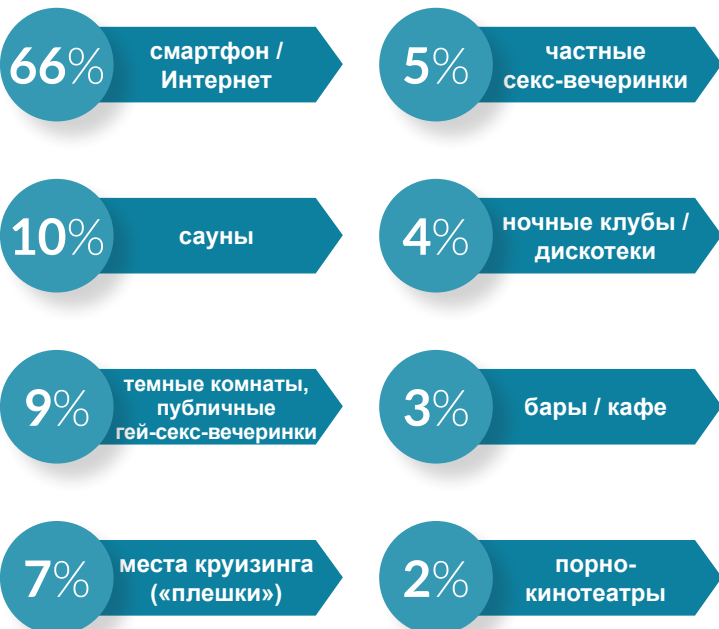 66%
смартфон /
Интернет
5%
частные
секс-вечеринки
10%
сауны
4%
ночные клубы /
дискотеки
9%
темные комнаты,
публичные
гей-секс-вечеринки
3%
бары / кафе
7%
места круизинга
(«плешки»)
2%
порно-
кинотеатры